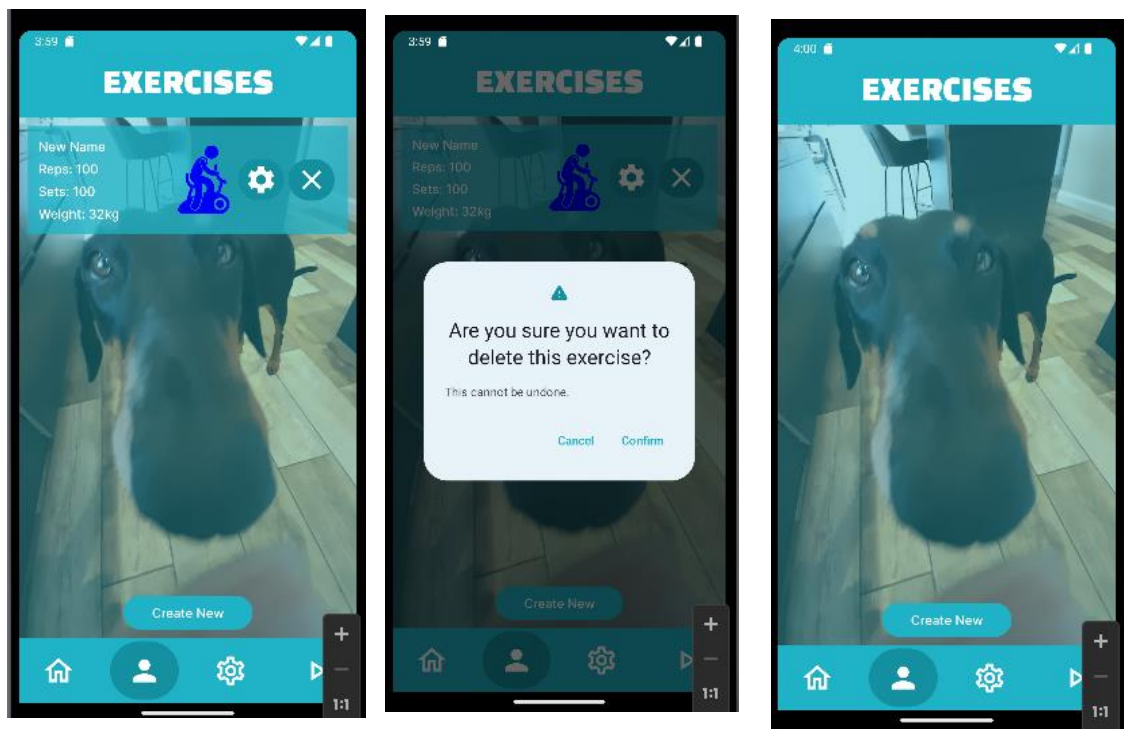 3:59
EXERCISES
New Name
Reps: 100
Sets: 100
Weight: 32kg
Create New
+
−
1:1
3:59
EXERCISES
New Name
Reps: 100
Sets: 100
Weight: 32kg
Are you sure you want to
delete this exercise?
This cannot be undone.
Cancel
Confirm
Create New
+
−
1:1
4:00
EXERCISES
Create New
+
−
1:1